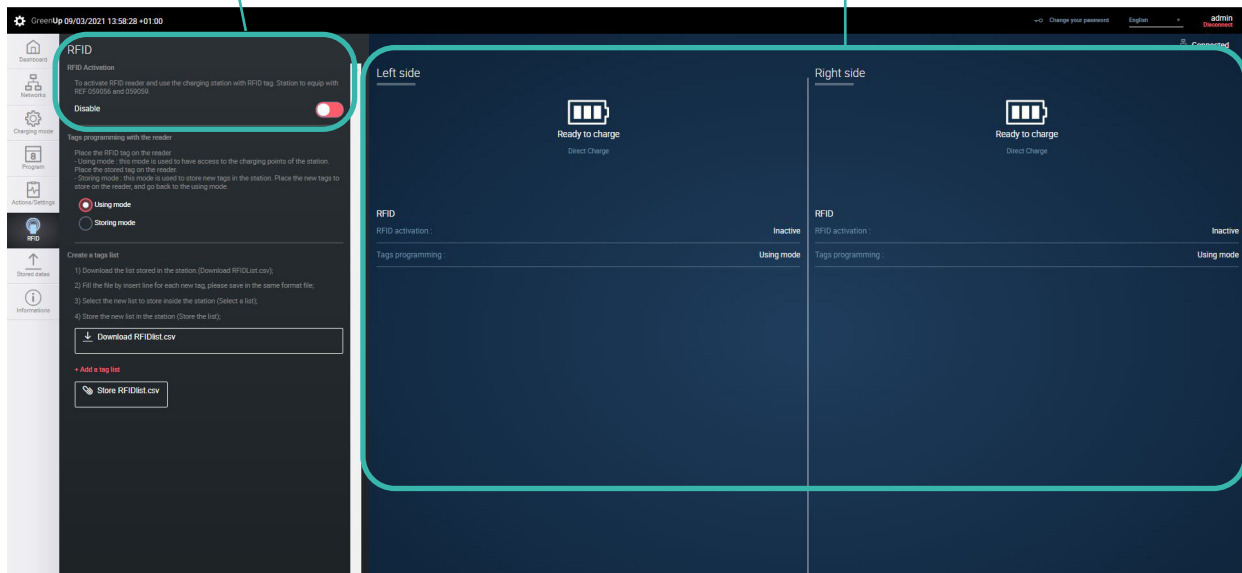 GreenUp 09/03/2021 13:58:28 +01:00
Change your password
English
admin
Disconnect
Connected
Dashboard
Networks
Charging mode
8
Program
Actions/Settings
RFID
Stored datas
Informations
RFID
RFID Activation
To activate RFID reader and use the charging station with RFID tag. Station to equip with
REF 059056 and 059059.
Disable
Tags programming with the reader
Place the RFID tag on the reader
- Using mode : this mode is used to have access to the charging points of the station.
Place the stored tag on the reader.
- Storing mode : this mode is used to store new tags in the station. Place the new tags to
store on the reader, and go back to the using mode.
Using mode
Storing mode
Create a tags list
1) Download the list stored in the station.(Download RFIDList.csv);
2) Fill the file by insert line for each new tag, please save in the same format file;
3) Select the new list to store inside the station (Select a list);
4) Store the new list in the station (Store the list);
Download RFIDlist.csv
+ Add a tag list
Store RFIDlist.csv
Left side
Ready to charge
Direct Charge
RFID
RFID activation : Inactive
Tags programming : Using mode
Right side
Ready to charge
Direct Charge
RFID
RFID activation : Inactive
Tags programming : Using mode